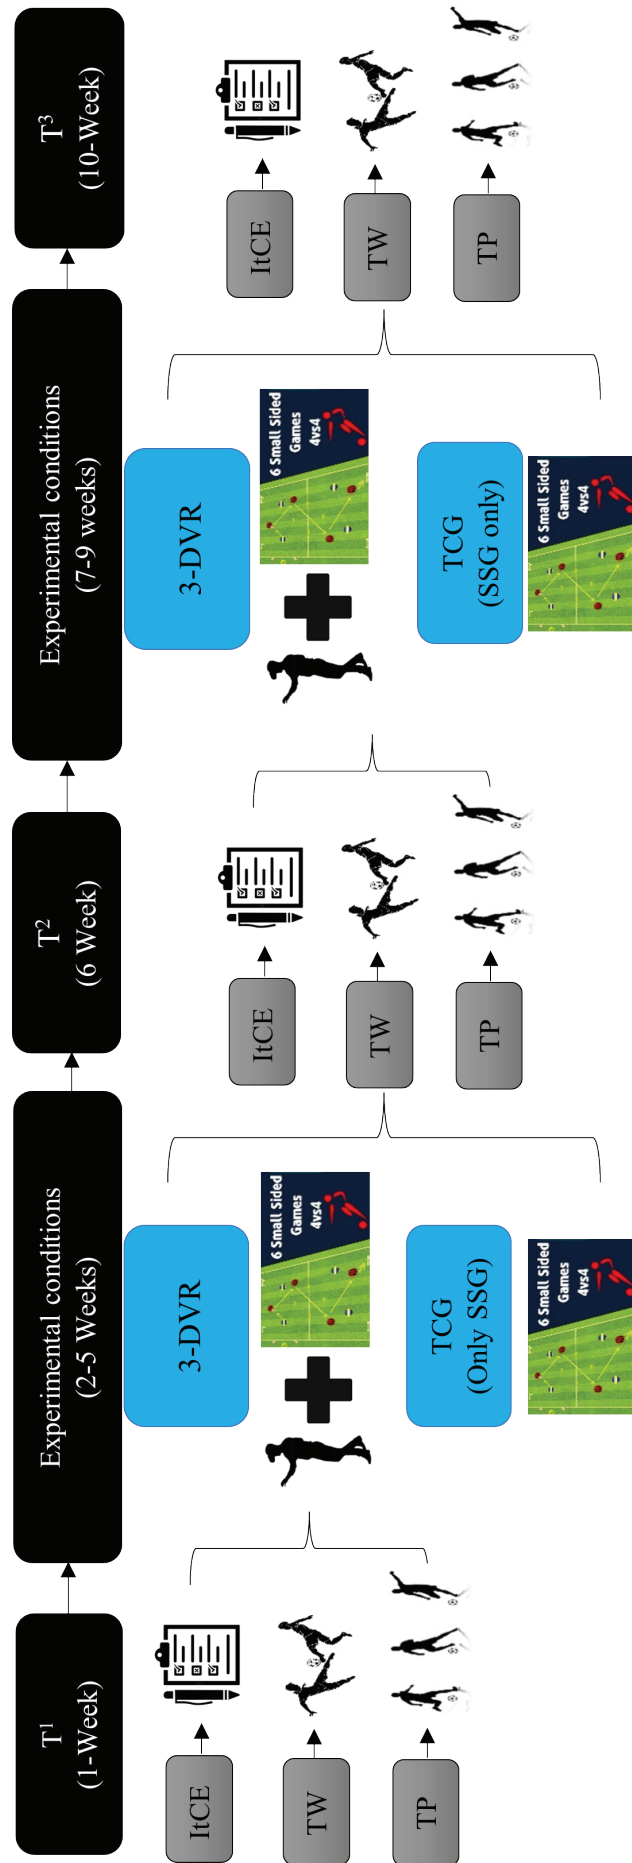 T1
(1-Week)
Experimental conditions
(2-5 Weeks)
T2
(6 Week)
Experimental conditions
(7-9 weeks)
T3
(10-Week)
ItCE
TW
TP
3-DVR
6 Small Sided
Games
4vs4
TCG
(Only SSG)
6 Small Sided
Games
4vs4
ItCE
TW
TP
3-DVR
6 Small Sided
Games
4vs4
TCG
(SSG only)
6 Small Sided
Games
4vs4
ItCE
TW
TP